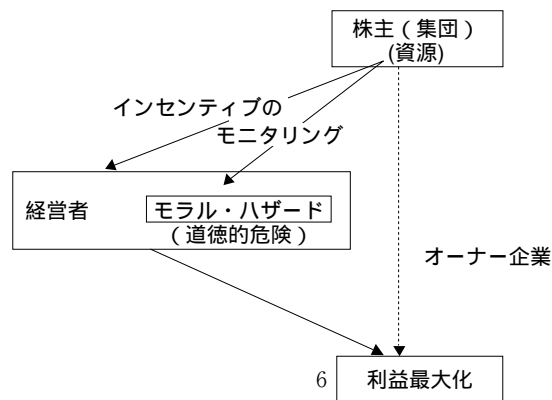 株主（集団）
(資源)
インセンティブの
モニタリング
経営者
モラル・ハザード
（道徳的危険）
オーナー企業
6
利益最大化